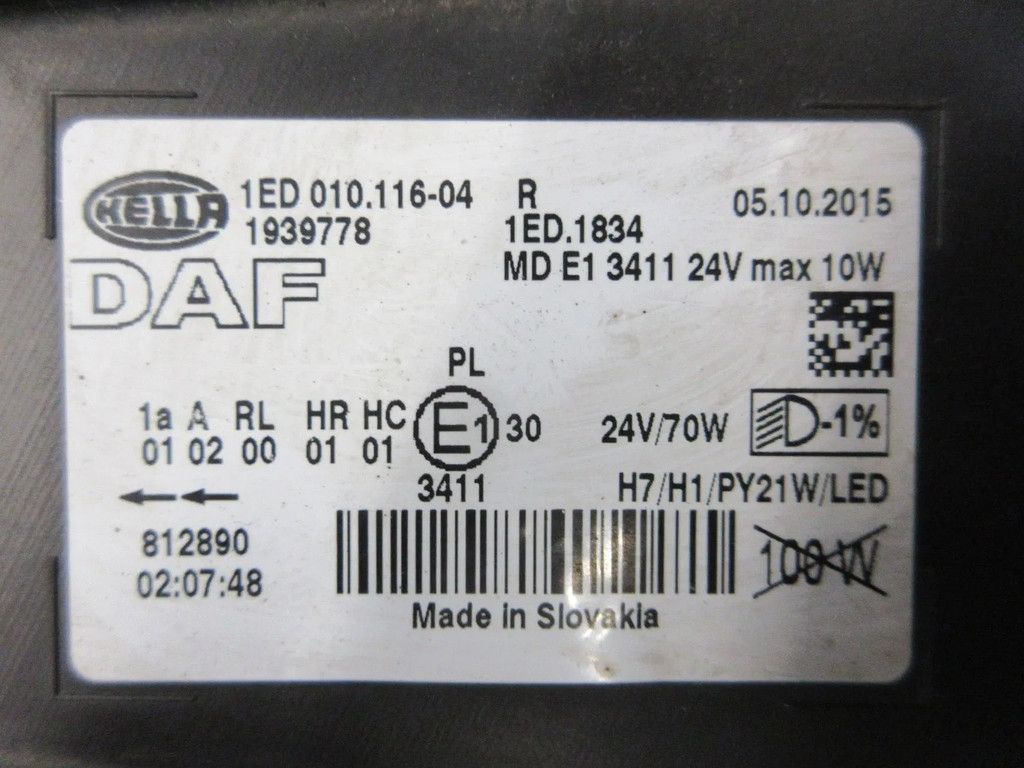 HELLA 1ED 010.116-04 R 05.10.2015
1939778 1ED.1834
DAF MD E1 3411 24V max 10W
PL
1a A RL HR HC E1 30 24V/70W -1%
01 02 00 01 01
3411 H7/H1/PY21W/LED
812890 100 W
02:07:48
Made in Slovakia